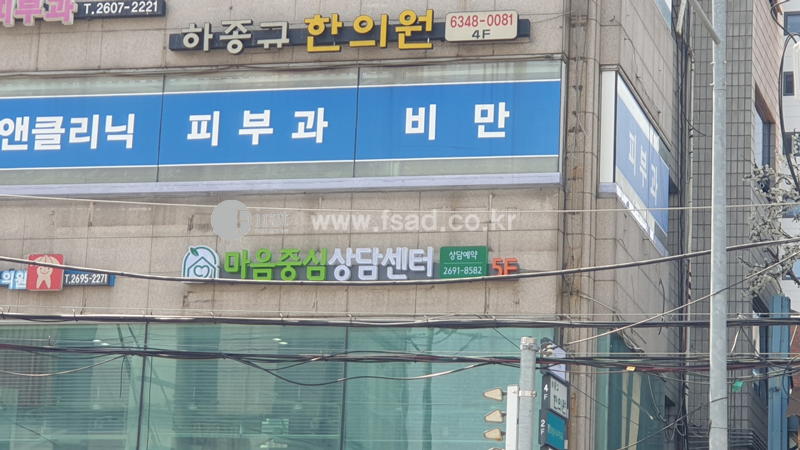 피부과 T.2607-2221
하종규 한의원 6348-0081
4F
앤클리닉 피부과 비만
피부과
www.fsad.co.kr
의원 T.2695-2271
마음중심상담센터 상담예약
2691-8582 5F
4F
2F